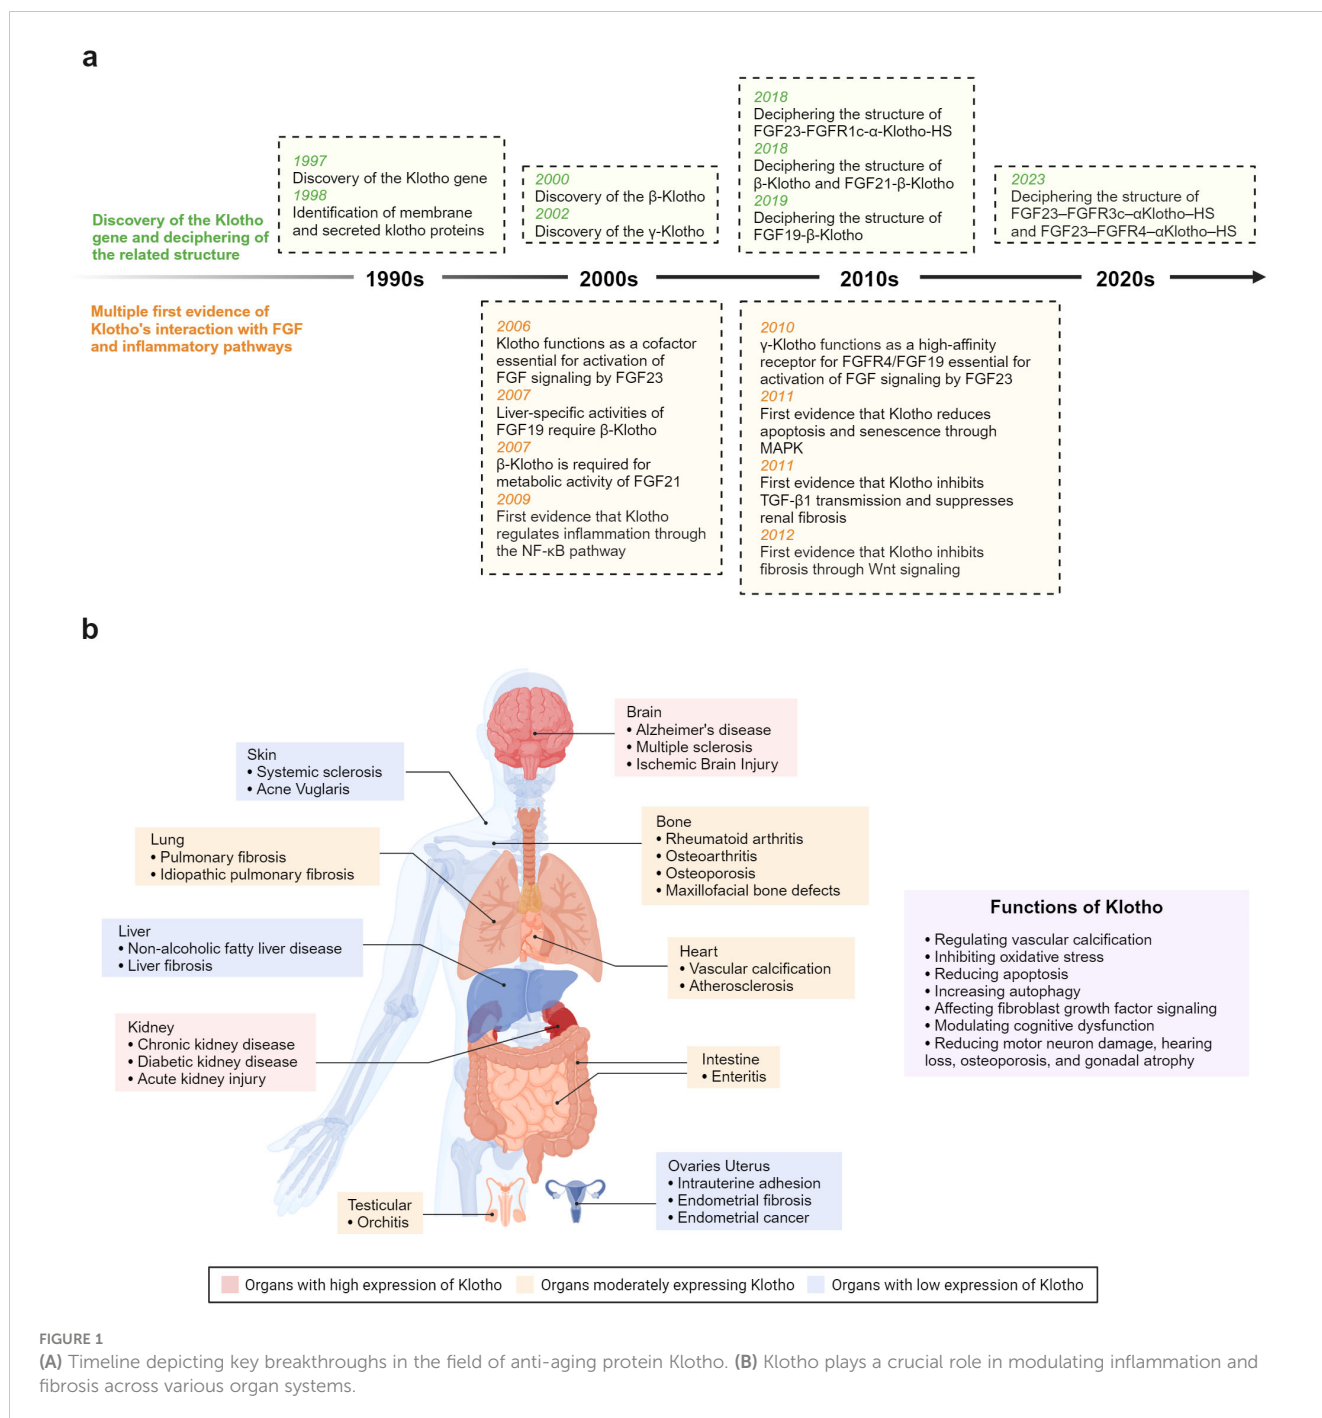 a
1997
Discovery of the Klotho gene
1998
Identification of membrane
and secreted klotho proteins
2000
Discovery of the β-Klotho
2002
Discovery of the γ-Klotho
2018
Deciphering the structure of
FGF23-FGFR1c-α-Klotho-HS
2018
Deciphering the structure of
β-Klotho and FGF21-β-Klotho
2019
Deciphering the structure of
FGF19-β-Klotho
2023
Deciphering the structure of
FGF23–FGFR3c–αKlotho–HS
and FGF23–FGFR4–αKlotho–HS
Discovery of the Klotho
gene and deciphering of
the related structure
1990s
2000s
2010s
2020s
Multiple first evidence of
Klotho's interaction with FGF
and inflammatory pathways
2006
Klotho functions as a cofactor
essential for activation of
FGF signaling by FGF23
2007
Liver-specific activities of
FGF19 require β-Klotho
2007
β-Klotho is required for
metabolic activity of FGF21
2009
First evidence that Klotho
regulates inflammation through
the NF-κB pathway
2010
γ-Klotho functions as a high-affinity
receptor for FGFR4/FGF19 essential for
activation of FGF signaling by FGF23
2011
First evidence that Klotho reduces
apoptosis and senescence through
MAPK
2011
First evidence that Klotho inhibits
TGF-β1 transmission and suppresses
renal fibrosis
2012
First evidence that Klotho inhibits
fibrosis through Wnt signaling
b
Brain
• Alzheimer's disease
• Multiple sclerosis
• Ischemic Brain Injury
Skin
• Systemic sclerosis
• Acne Vuglaris
Bone
• Rheumatoid arthritis
• Osteoarthritis
• Osteoporosis
• Maxillofacial bone defects
Lung
• Pulmonary fibrosis
• Idiopathic pulmonary fibrosis
Liver
• Non-alcoholic fatty liver disease
• Liver fibrosis
Heart
• Vascular calcification
• Atherosclerosis
Kidney
• Chronic kidney disease
• Diabetic kidney disease
• Acute kidney injury
Intestine
• Enteritis
Ovaries Uterus
• Intrauterine adhesion
• Endometrial fibrosis
• Endometrial cancer
Testicular
• Orchitis
Functions of Klotho
• Regulating vascular calcification
• Inhibiting oxidative stress
• Reducing apoptosis
• Increasing autophagy
• Affecting fibroblast growth factor signaling
• Modulating cognitive dysfunction
• Reducing motor neuron damage, hearing
loss, osteoporosis, and gonadal atrophy
Organs with high expression of Klotho
Organs moderately expressing Klotho
Organs with low expression of Klotho
FIGURE 1
(A) Timeline depicting key breakthroughs in the field of anti-aging protein Klotho. (B) Klotho plays a crucial role in modulating inflammation and
fibrosis across various organ systems.